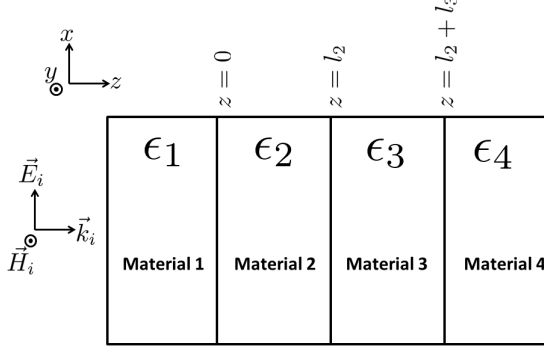 x
y
z
z = 0
z = l₂
z = l₂ + l₃
ϵ₁
ϵ₂
ϵ₃
ϵ₄
E⃗ᵢ
k⃗ᵢ
H⃗ᵢ
Material 1
Material 2
Material 3
Material 4